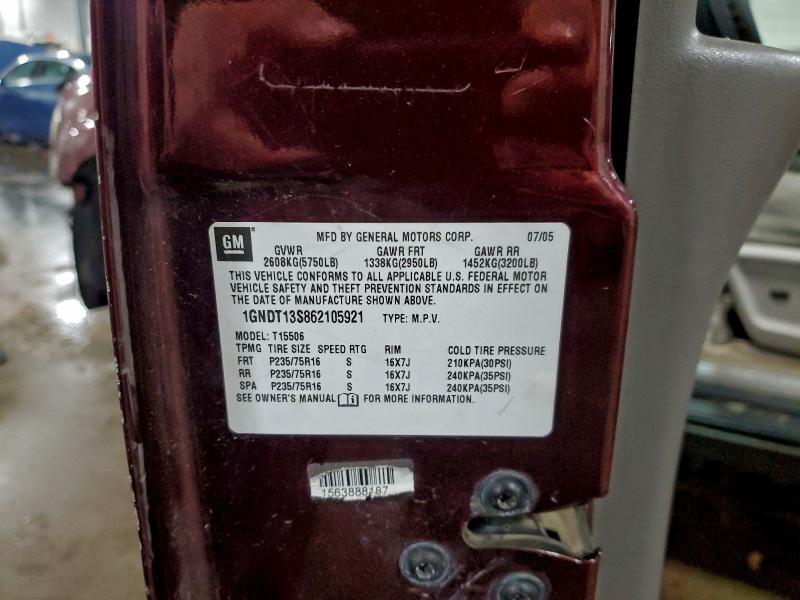 GM ® MFD BY GENERAL MOTORS CORP. 07/05
GVWR GAWR FRT GAWR RR
2608KG(5750LB) 1338KG(2950LB) 1452KG(3200LB)
THIS VEHICLE CONFORMS TO ALL APPLICABLE U.S. FEDERAL MOTOR
VEHICLE SAFETY AND THEFT PREVENTION STANDARDS IN EFFECT ON
THE DATE OF MANUFACTURE SHOWN ABOVE.
1GNDT13S862105921 TYPE: M.P.V.
MODEL: T15506
TPMG TIRE SIZE SPEED RTG RIM COLD TIRE PRESSURE
FRT P235/75R16 S 16X7J 210KPA(30PSI)
RR P235/75R16 S 16X7J 240KPA(35PSI)
SPA P235/75R16 S 16X7J 240KPA(35PSI)
SEE OWNER'S MANUAL FOR MORE INFORMATION.
1563888187